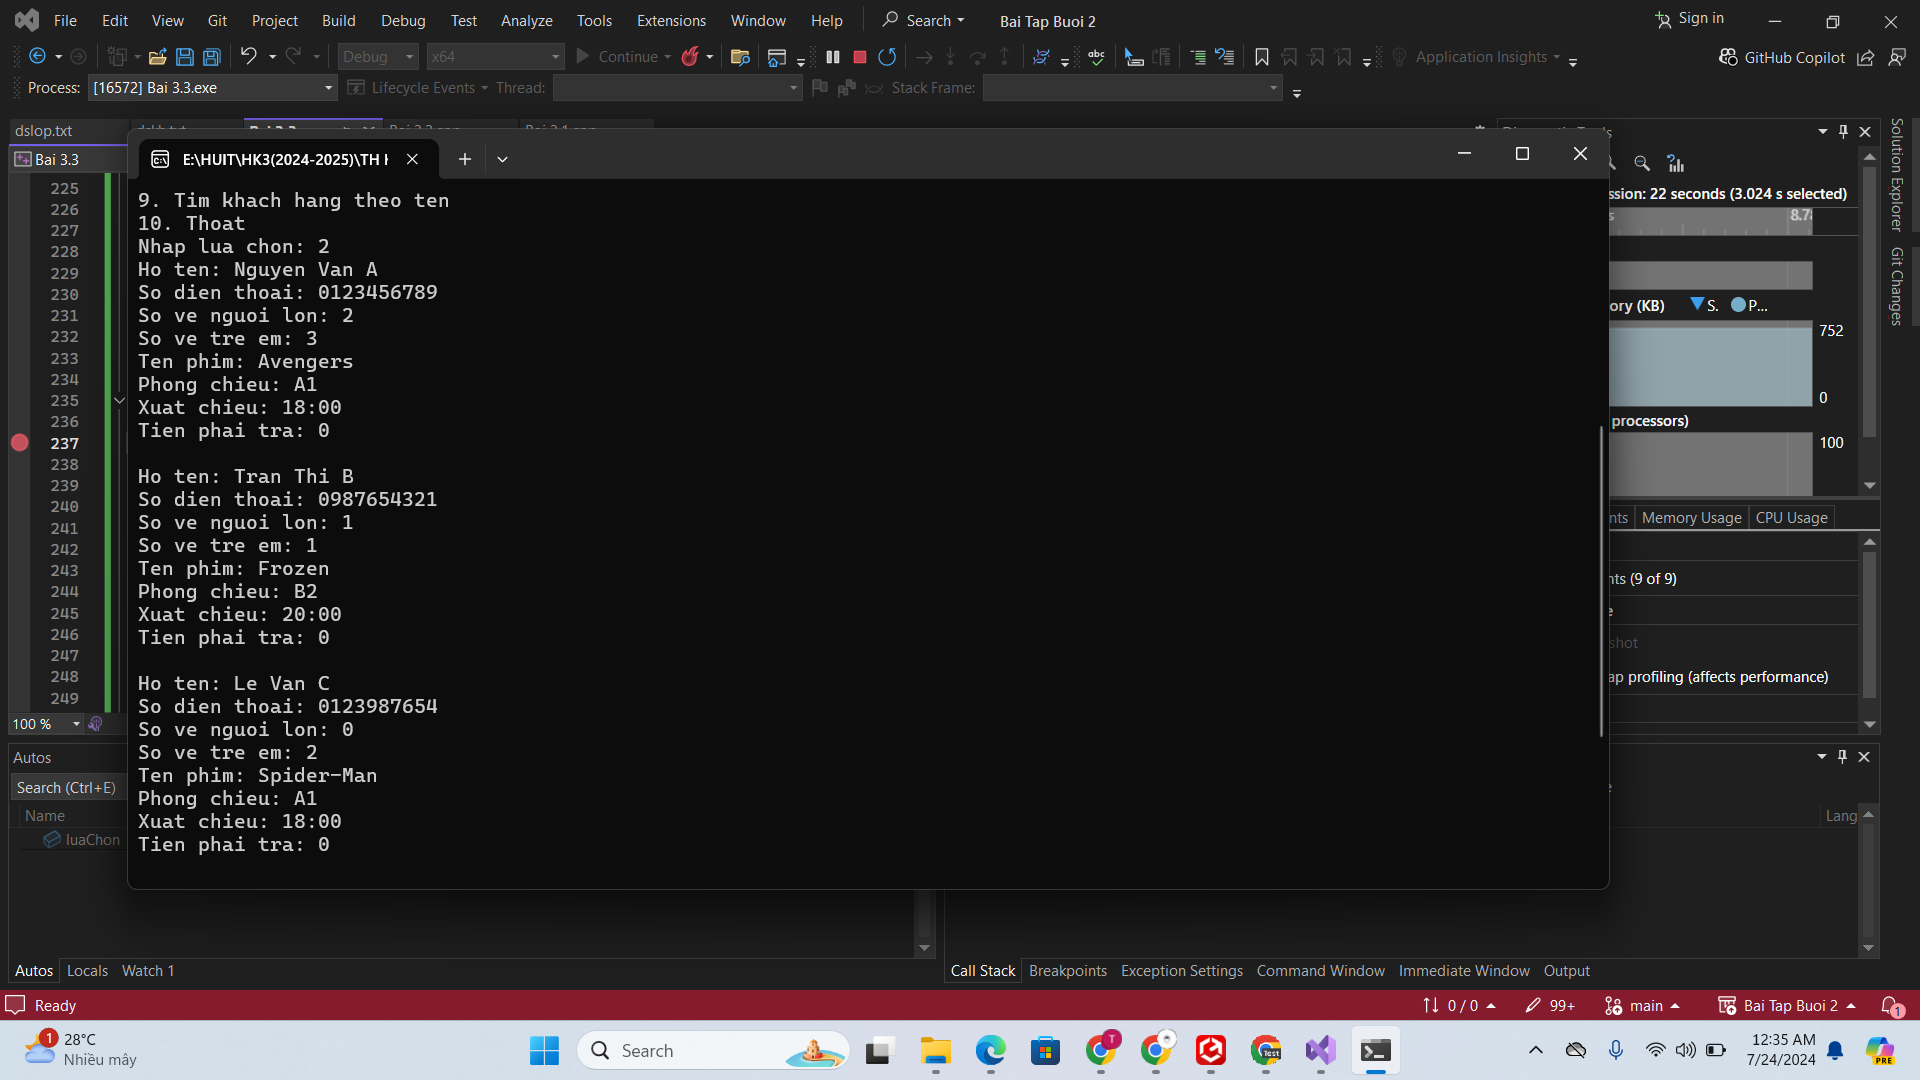 File Edit View Git Project Build Debug Test Analyze Tools Extensions Window Help Search Bai Tap Buoi 2 Sign in
Debug x64 Continue Application Insights GitHub Copilot
Process: [16572] Bai 3.3.exe Lifecycle Events Thread: Stack Frame:
dslop.txt
Bai 3.3
E:\HUIT\HK3(2024-2025)\TH
225
226
227
228
229
230
231
232
233
234
235
236
237
238
239
240
241
242
243
244
245
246
247
248
249
100 %
9. Tim khach hang theo ten
10. Thoat
Nhap lua chon: 2
Ho ten: Nguyen Van A
So dien thoai: 0123456789
So ve nguoi lon: 2
So ve tre em: 3
Ten phim: Avengers
Phong chieu: A1
Xuat chieu: 18:00
Tien phai tra: 0
Ho ten: Tran Thi B
So dien thoai: 0987654321
So ve nguoi lon: 1
So ve tre em: 1
Ten phim: Frozen
Phong chieu: B2
Xuat chieu: 20:00
Tien phai tra: 0
Ho ten: Le Van C
So dien thoai: 0123987654
So ve nguoi lon: 0
So ve tre em: 2
Ten phim: Spider-Man
Phong chieu: A1
Xuat chieu: 18:00
Tien phai tra: 0
ssion: 22 seconds (3.024 s selected)
8.7
ory (KB) S. P...
752
0
processors)
100
nts Memory Usage CPU Usage
nts (9 of 9)
shot
ap profiling (affects performance)
Solution Explorer
Git Changes
Autos
Search (Ctrl+E)
Name
luaChon
Lang
Autos Locals Watch 1
Call Stack Breakpoints Exception Settings Command Window Immediate Window Output
Ready 0 / 0 99+ main Bai Tap Buoi 2 1
1 28°C
Nhiều mây
Search
T
Test
12:35 AM
7/24/2024
PRE